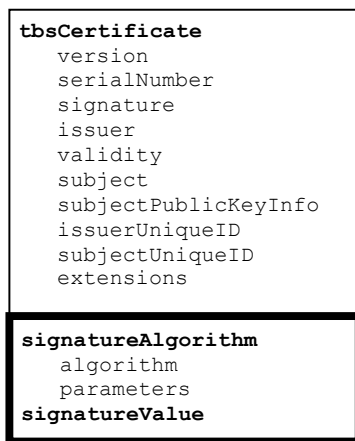 tbsCertificate
version
serialNumber
signature
issuer
validity
subject
subjectPublicKeyInfo
issuerUniqueID
subjectUniqueID
extensions
signatureAlgorithm
algorithm
parameters
signatureValue